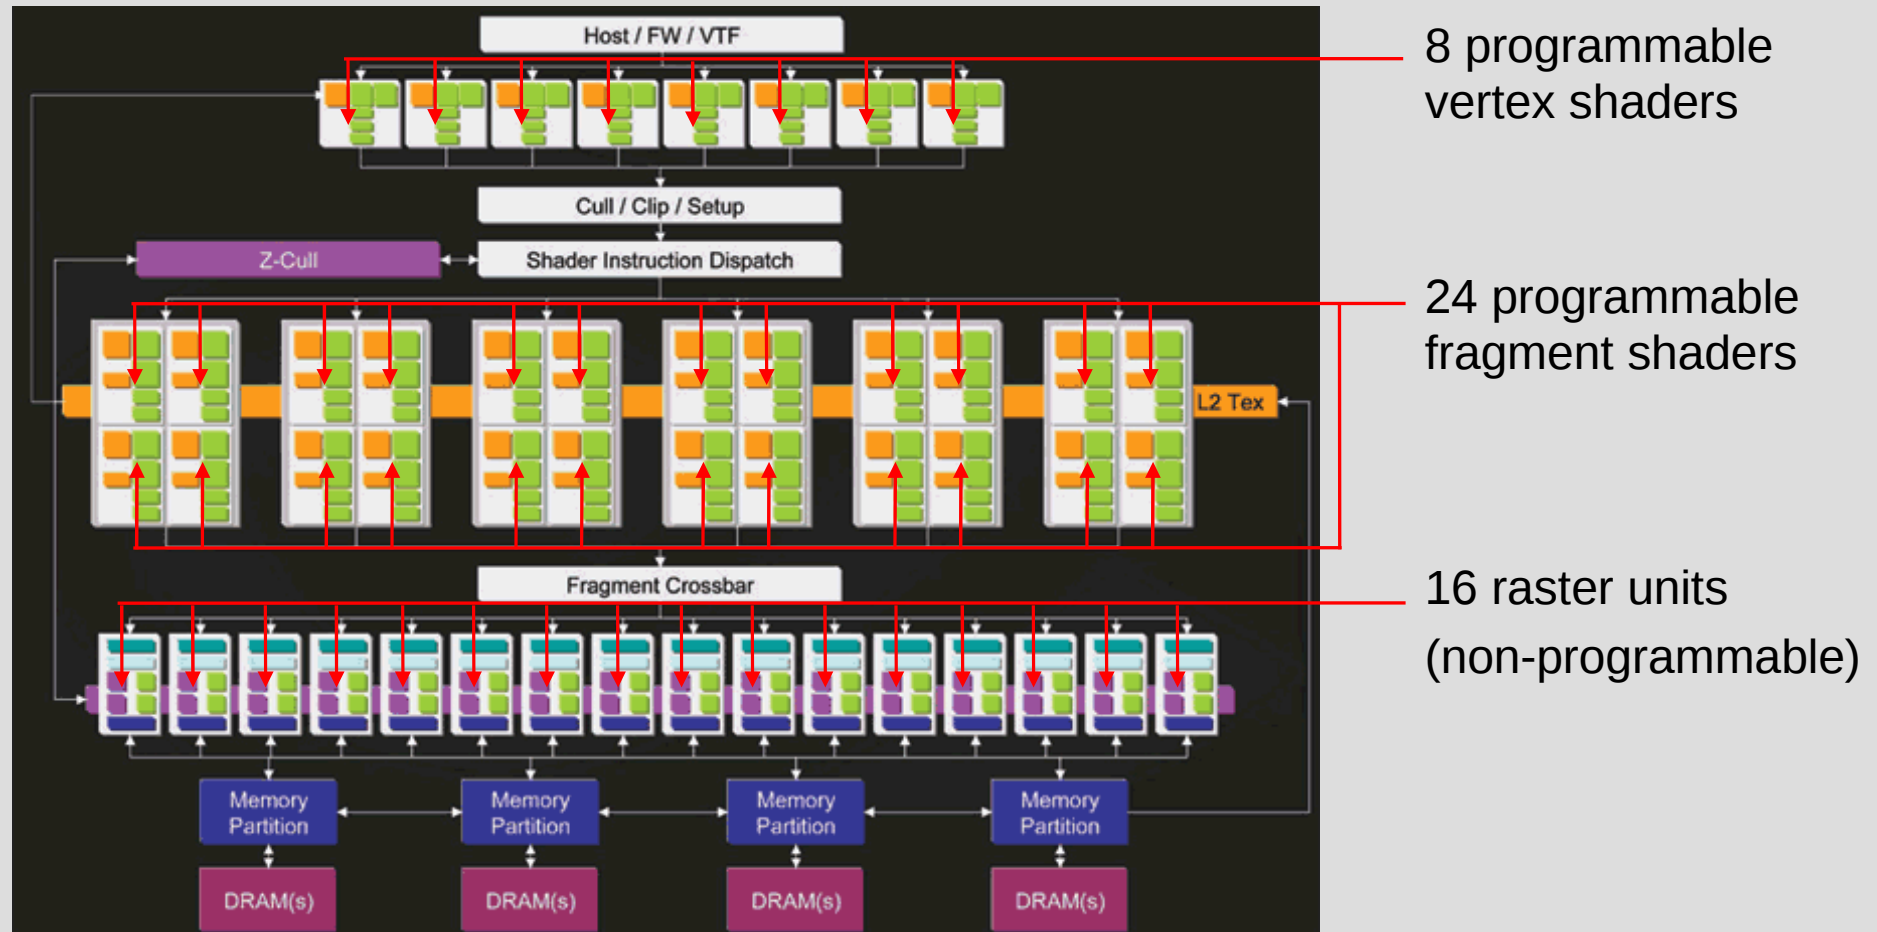 Host / FW / VTF
8 programmable
vertex shaders
Cull / Clip / Setup
Z-Cull
Shader Instruction Dispatch
24 programmable
fragment shaders
L2 Tex
Fragment Crossbar
16 raster units
(non-programmable)
Memory
Partition
Memory
Partition
Memory
Partition
Memory
Partition
DRAM(s)
DRAM(s)
DRAM(s)
DRAM(s)